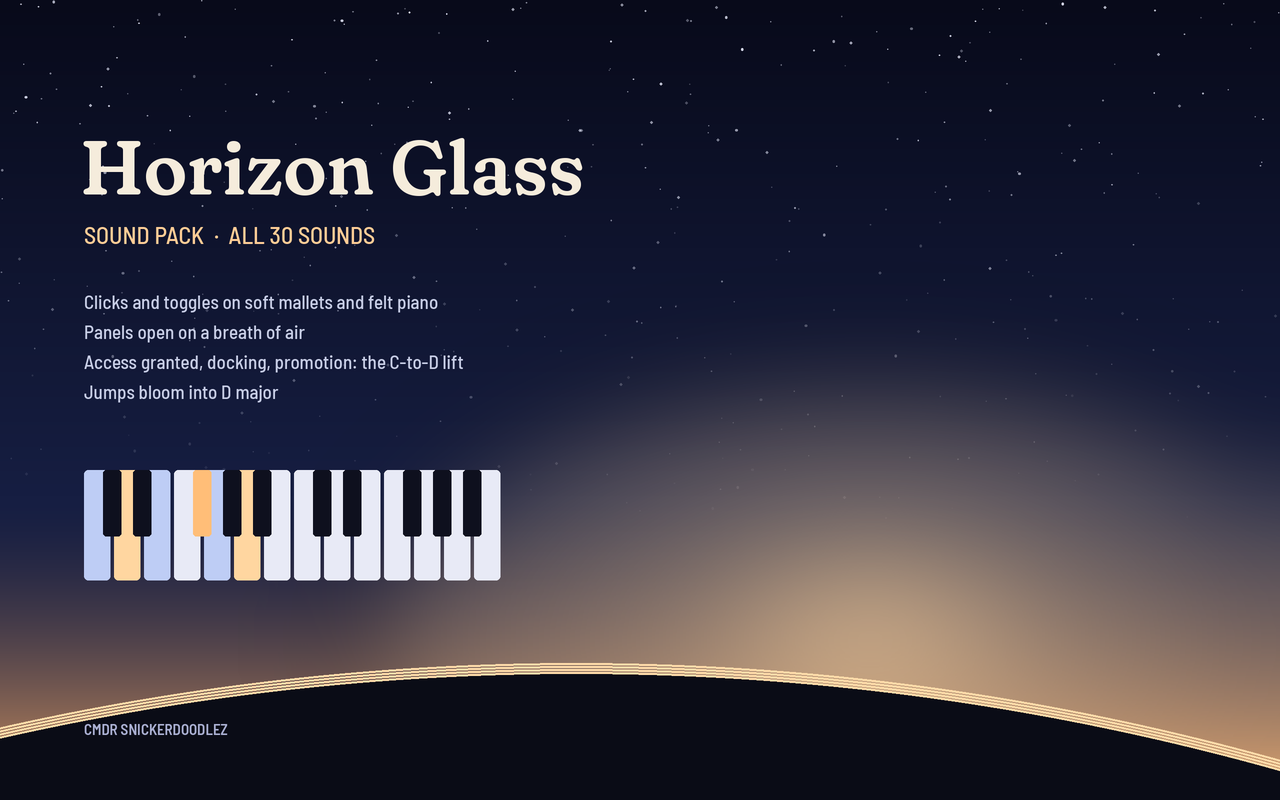 Horizon Glass
SOUND PACK · ALL 30 SOUNDS
Clicks and toggles on soft mallets and felt piano
Panels open on a breath of air
Access granted, docking, promotion: the C-to-D lift
Jumps bloom into D major
CMDR SNICKERDOODLEZ